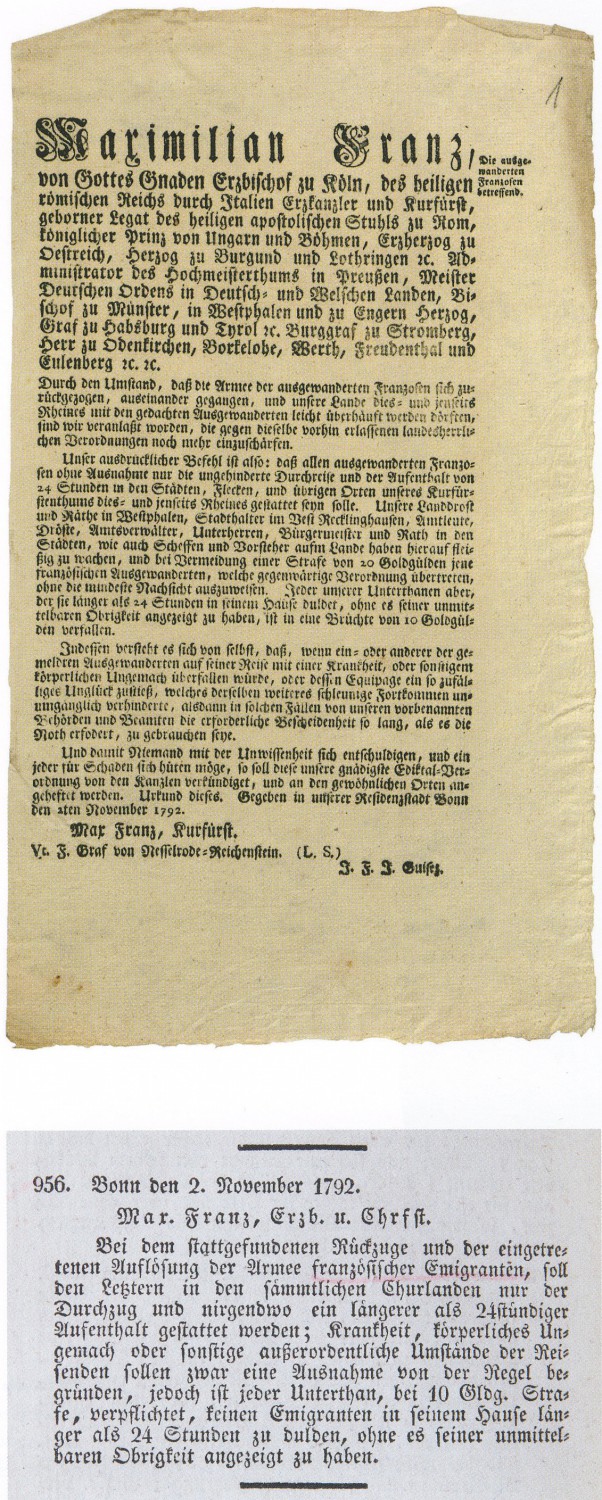 1
Maximilian Franz,
Die ausge-
wanderten
Franzosen
betreffend.
von Gottes Gnaden Erzbischof zu Köln, des heiligen
römischen Reichs durch Italien Erzkanzler und Kurfürst,
geborner Legat des heiligen apostolischen Stuhls zu Rom,
königlicher Prinz von Ungarn und Böhmen, Erzherzog zu
Oestreich, Herzog zu Burgund und Lothringen ꝛc. Ad-
ministrator des Hochmeisterthums in Preußen, Meister
Deutschen Ordens in Deutsch- und Welschen Landen, Bi-
schof zu Münster, in Westphalen und zu Engern Herzog,
Graf zu Habsburg und Tyrol ꝛc. Burggraf zu Stromberg,
Herr zu Odenkirchen, Borkelohe, Werth, Freudenthal und
Eulenberg ꝛc. ꝛc.
Durch den Umstand, daß die Armee der ausgewanderten Franzosen sich zu-
rückgezogen, auseinander gegangen, und unsere Lande dies- und jenseits
Rheines mit den gedachten Ausgewanderten leicht überhäuft werden dörften,
sind wir veranlaßt worden, die gegen dieselbe vorhin erlassenen landesherrli-
chen Verordnungen noch mehr einzuschärfen.
Unser ausdrücklicher Befehl ist also: daß allen ausgewanderten Franzo-
sen ohne Ausnahme nur die ungehinderte Durchreise und der Aufenthalt von
24 Stunden in den Städten, Flecken, und übrigen Orten unseres Kurfür-
stenthums dies- und jenseits Rheines gestattet seyn solle. Unsere Landdrost
und Räthe in Westphalen, Stadthalter im Vest Recklinghausen, Amtleute,
Dröste, Amtsverwälter, Unterherren, Bürgermeister und Rath in den
Städten, wie auch Scheffen und Vorsteher aufm Lande haben hierauf flei-
ßig zu wachen, und bei Vermeidung einer Strafe von 20 Goldgülden jene
französischen Ausgewanderten, welche gegenwärtige Verordnung übertreten,
ohne die mindeste Nachsicht auszuweisen. Jeder unserer Unterthanen aber,
der sie länger als 24 Stunden in seinem Hause duldet, ohne es seiner unmit-
telbaren Obrigkeit angezeigt zu haben, ist in eine Brüchte von 10 Goldgül-
den verfallen.
Indessen versteht es sich von selbst, daß, wenn ein- oder anderer der ge-
meldten Ausgewanderten auf seiner Reise mit einer Krankheit, oder sonstigem
körperlichen Ungemach überfallen würde, oder dessen Equipage ein so zufäl-
liges Unglück zustieß, welches derselben weiteres schleunige Fortkommen un-
umgänglich verhinderte, alsdann in solchen Fällen von unseren vorbenannten
Behörden und Beamten die erforderliche Bescheidenheit so lang, als es die
Noth erfodert, zu gebrauchen seye.
Und damit Niemand mit der Unwissenheit sich entschuldigen, und ein
jeder für Schaden sich hüten möge, so soll diese unsere gnädigste Ediktal-Ver-
ordnung von den Kanzlen verkündiget, und an den gewöhnlichen Orten an-
geheftet werden. Urkund dieses. Gegeben in unserer Residenzstadt Bonn
den 2ten November 1792.
Max Franz, Kurfürst.
Vt. F. Graf von Nesselrode-Reichenstein. (L. S.)
J. F. J. Guisez.
956. Bonn den 2. November 1792.
Max. Franz, Erzb. u. Chrfst.
Bei dem stattgefundenen Rückzuge und der eingetre-
tenen Auflösung der Armee französischer Emigranten, soll
den Letztern in den sämmtlichen Churlanden nur der
Durchzug und nirgendwo ein längerer als 24stündiger
Aufenthalt gestattet werden; Krankheit, körperliches Un-
gemach oder sonstige außerordentliche Umstände der Rei-
senden sollen zwar eine Ausnahme von der Regel be-
gründen, jedoch ist jeder Unterthan, bei 10 Gldg. Stra-
fe, verpflichtet, keinen Emigranten in seinem Hause län-
ger als 24 Stunden zu dulden, ohne es seiner unmittel-
baren Obrigkeit angezeigt zu haben.